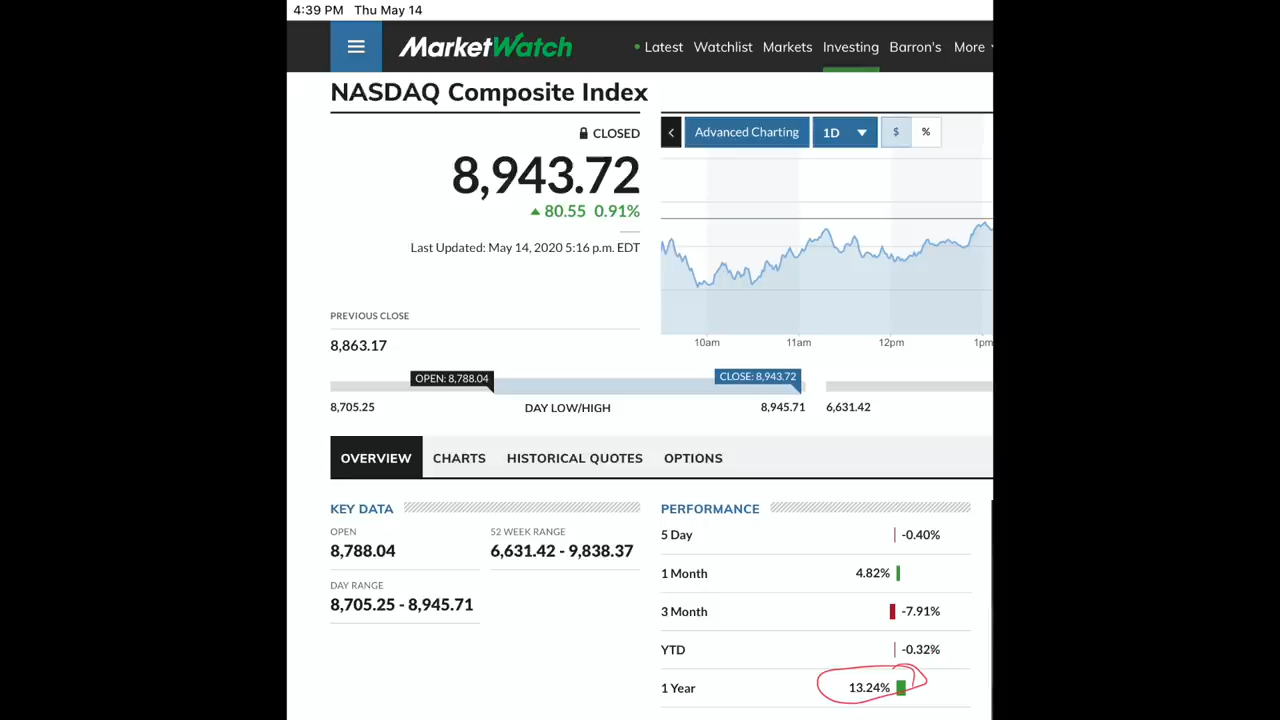 4:39 PM Thu May 14
MarketWatch
Latest Watchlist Markets Investing Barron's More
NASDAQ Composite Index
CLOSED
8,943.72
80.55 0.91%
Last Updated: May 14, 2020 5:16 p.m. EDT
PREVIOUS CLOSE
8,863.17
Advanced Charting 1D $ %
10am 11am 12pm 1pm
OPEN: 8,788.04 CLOSE: 8,943.72
8,705.25 DAY LOW/HIGH 8,945.71 6,631.42
OVERVIEW CHARTS HISTORICAL QUOTES OPTIONS
KEY DATA
OPEN
8,788.04
52 WEEK RANGE
6,631.42 - 9,838.37
DAY RANGE
8,705.25 - 8,945.71
PERFORMANCE
5 Day -0.40%
1 Month 4.82%
3 Month -7.91%
YTD -0.32%
1 Year 13.24%